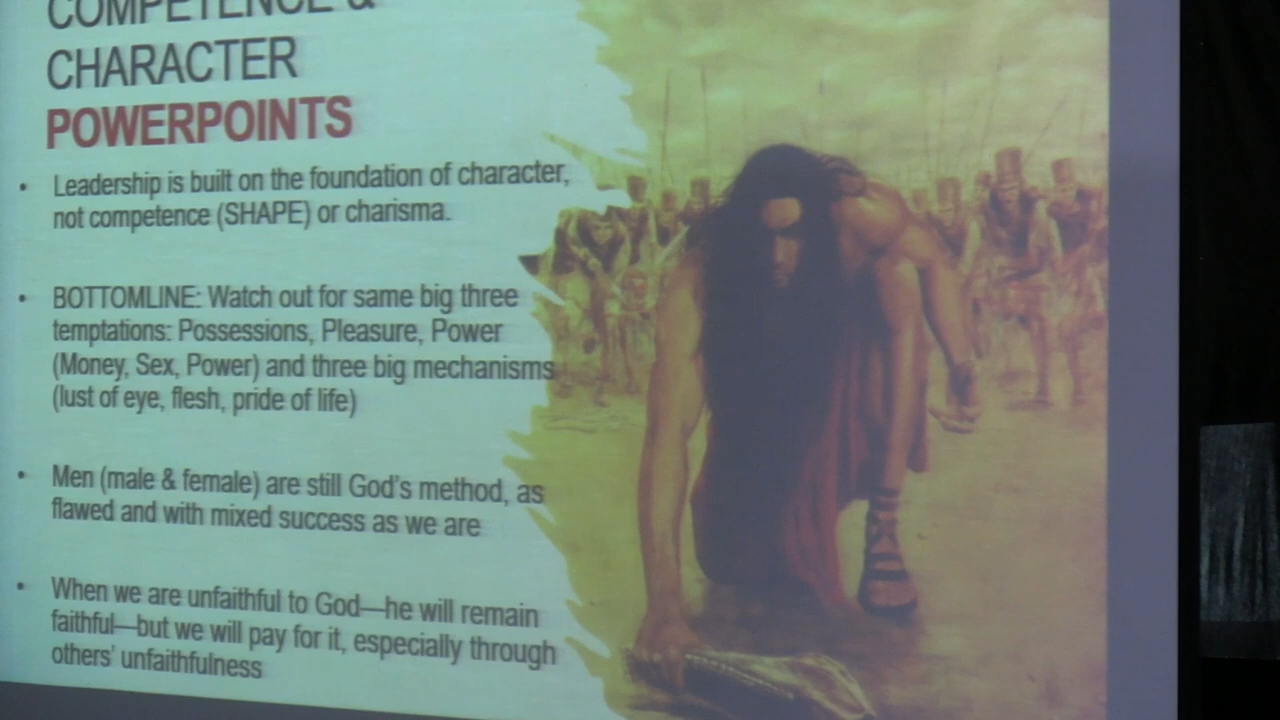 COMPETENCE &
CHARACTER
POWERPOINTS
• Leadership is built on the foundation of character,
not competence (SHAPE) or charisma.
• BOTTOMLINE: Watch out for same big three
temptations: Possessions, Pleasure, Power
(Money, Sex, Power) and three big mechanisms
(lust of eye, flesh, pride of life)
• Men (male & female) are still God's method, as
flawed and with mixed success as we are
• When we are unfaithful to God—he will remain
faithful—but we will pay for it, especially through
others' unfaithfulness